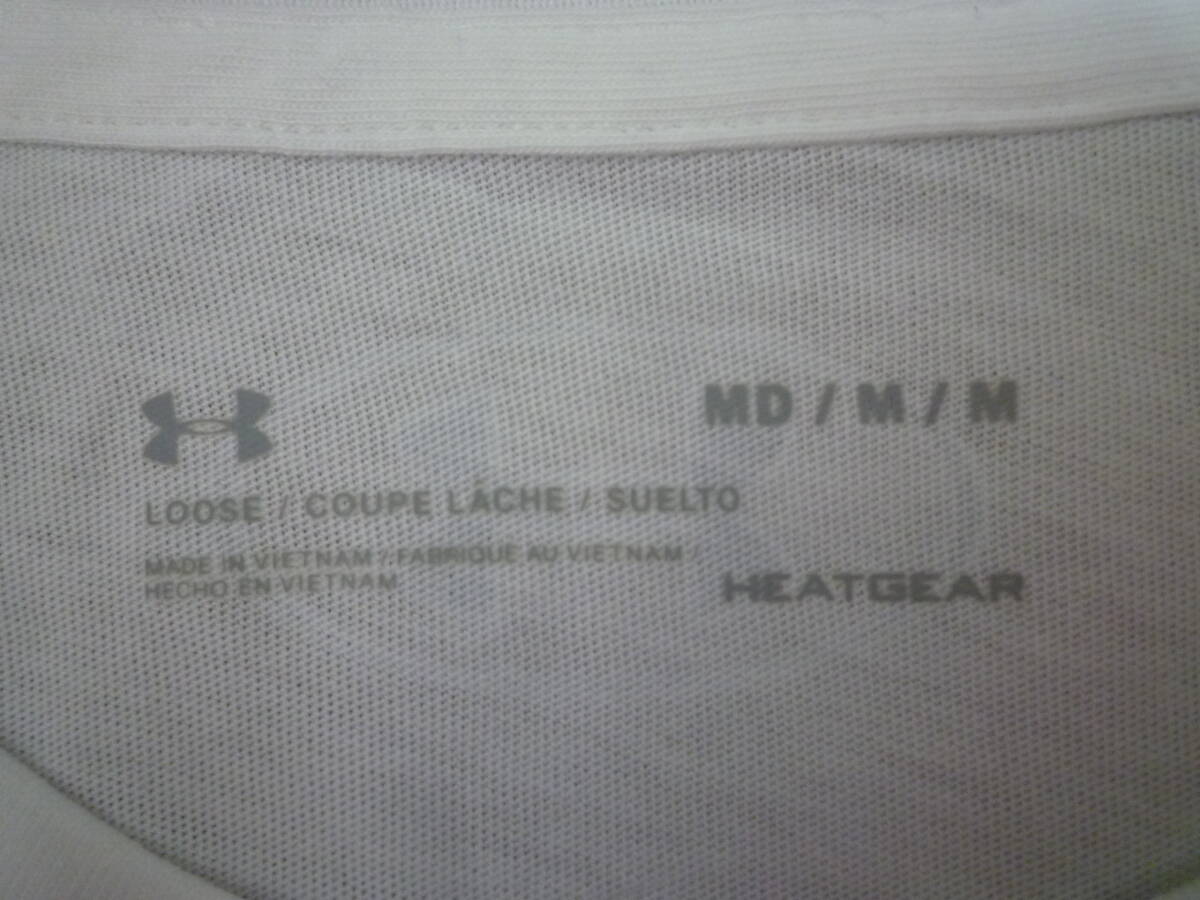 MD / M / M
LOOSE / COUPE LÂCHE / SUELTO
MADE IN VIETNAM / FABRIQUE AU VIETNAM /
HECHO EN VIETNAM
HEATGEAR